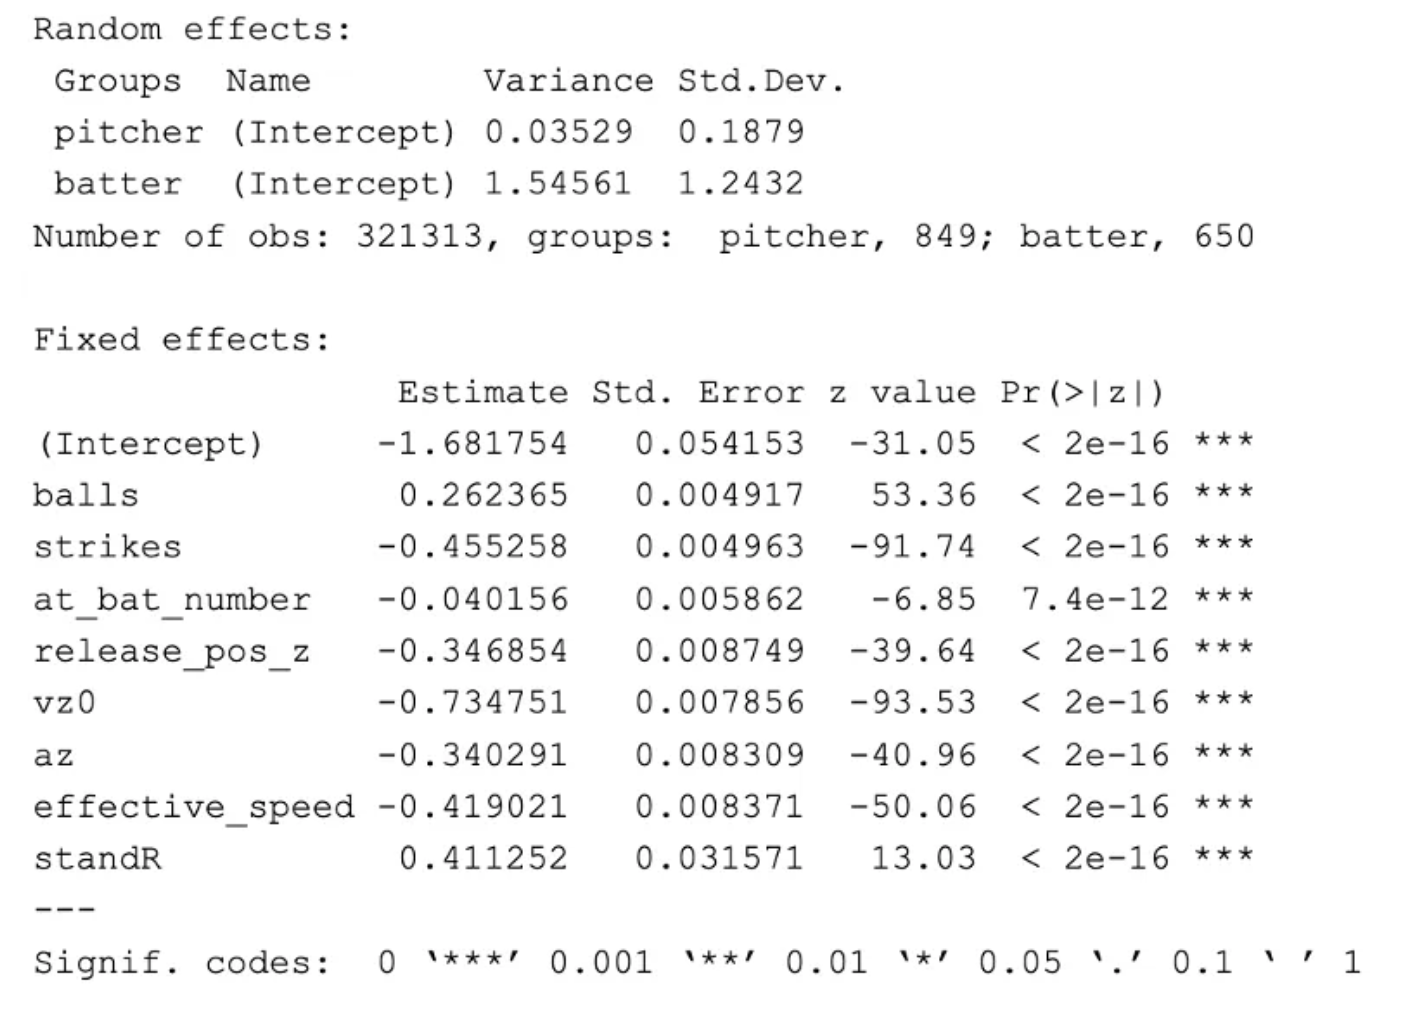 Random effects:
Groups Name Variance Std.Dev.
pitcher (Intercept) 0.03529 0.1879
batter (Intercept) 1.54561 1.2432
Number of obs: 321313, groups: pitcher, 849; batter, 650
Fixed effects:
Estimate Std. Error z value Pr(>|z|)
(Intercept) -1.681754 0.054153 -31.05 < 2e-16 ***
balls 0.262365 0.004917 53.36 < 2e-16 ***
strikes -0.455258 0.004963 -91.74 < 2e-16 ***
at_bat_number -0.040156 0.005862 -6.85 7.4e-12 ***
release_pos_z -0.346854 0.008749 -39.64 < 2e-16 ***
vz0 -0.734751 0.007856 -93.53 < 2e-16 ***
az -0.340291 0.008309 -40.96 < 2e-16 ***
effective_speed -0.419021 0.008371 -50.06 < 2e-16 ***
standR 0.411252 0.031571 13.03 < 2e-16 ***
---
Signif. codes: 0 ‘***’ 0.001 ‘**’ 0.01 ‘*’ 0.05 ‘.’ 0.1 ‘ ’ 1